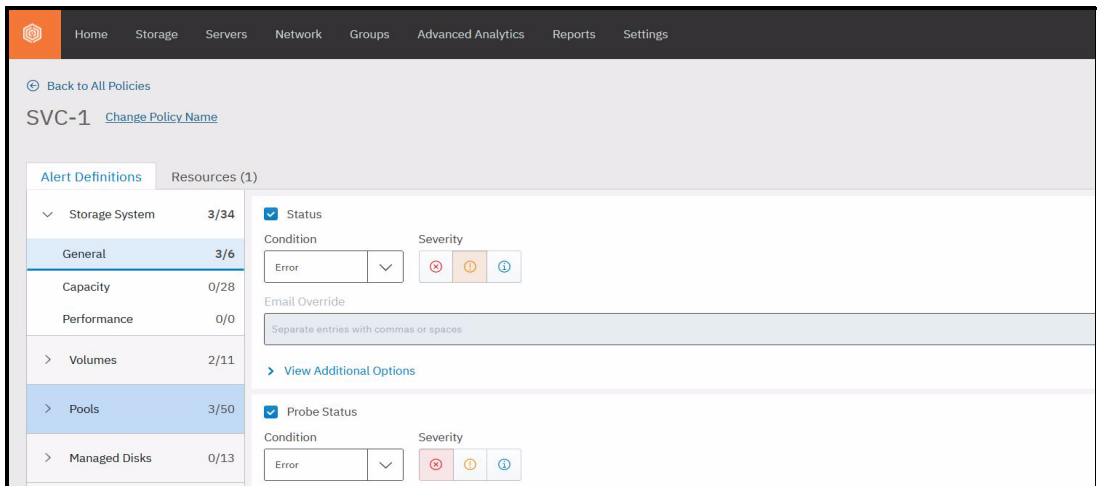 Home Storage Servers Network Groups Advanced Analytics Reports Settings
Back to All Policies
SVC-1 Change Policy Name
Alert Definitions Resources (1)
Storage System 3/34
General 3/6
Capacity 0/28
Performance 0/0
Volumes 2/11
Pools 3/50
Managed Disks 0/13
Status
Condition Severity
Error
Email Override
Separate entries with commas or spaces
View Additional Options
Probe Status
Condition Severity
Error